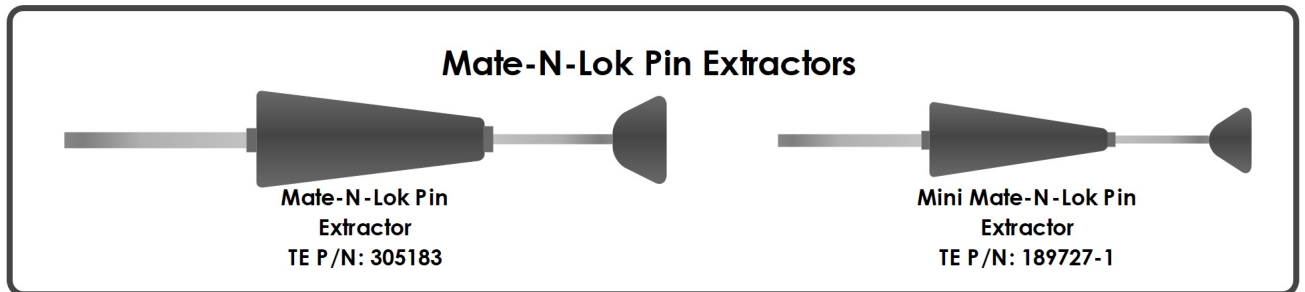 Mate-N-Lok Pin Extractors
Mate-N-Lok Pin
Extractor
TE P/N: 305183
Mini Mate-N-Lok Pin
Extractor
TE P/N: 189727-1